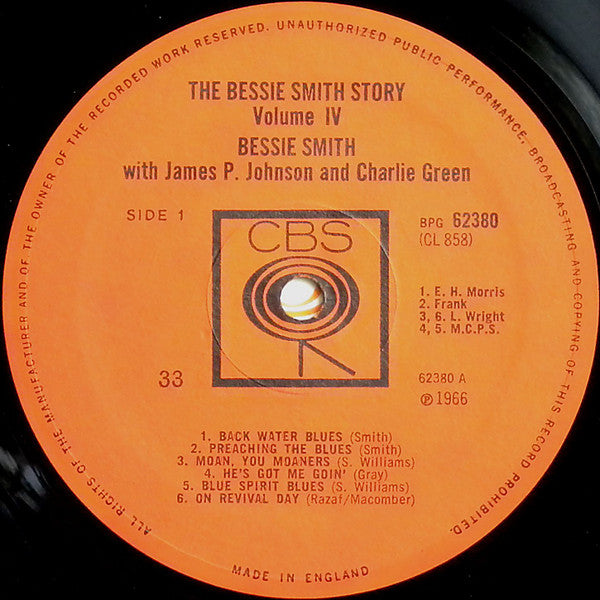 ALL RIGHTS OF THE MANUFACTURER AND OF THE OWNER OF THE RECORDED WORK RESERVED. UNAUTHORIZED PUBLIC PERFORMANCE, BROADCASTING AND COPYING OF THIS RECORD PROHIBITED.
THE BESSIE SMITH STORY
Volume IV
BESSIE SMITH
with James P. Johnson and Charlie Green
SIDE 1
CBS
BPG 62380
(CL 858)
1. E. H. Morris
2. Frank
3, 6. L. Wright
4, 5. M.C.P.S.
33
62380 A
℗ 1966
1. BACK WATER BLUES (Smith)
2. PREACHING THE BLUES (Smith)
3. MOAN, YOU MOANERS (S. Williams)
4. HE'S GOT ME GOIN' (Gray)
5. BLUE SPIRIT BLUES (S. Williams)
6. ON REVIVAL DAY (Razaf/Macomber)
MADE IN ENGLAND